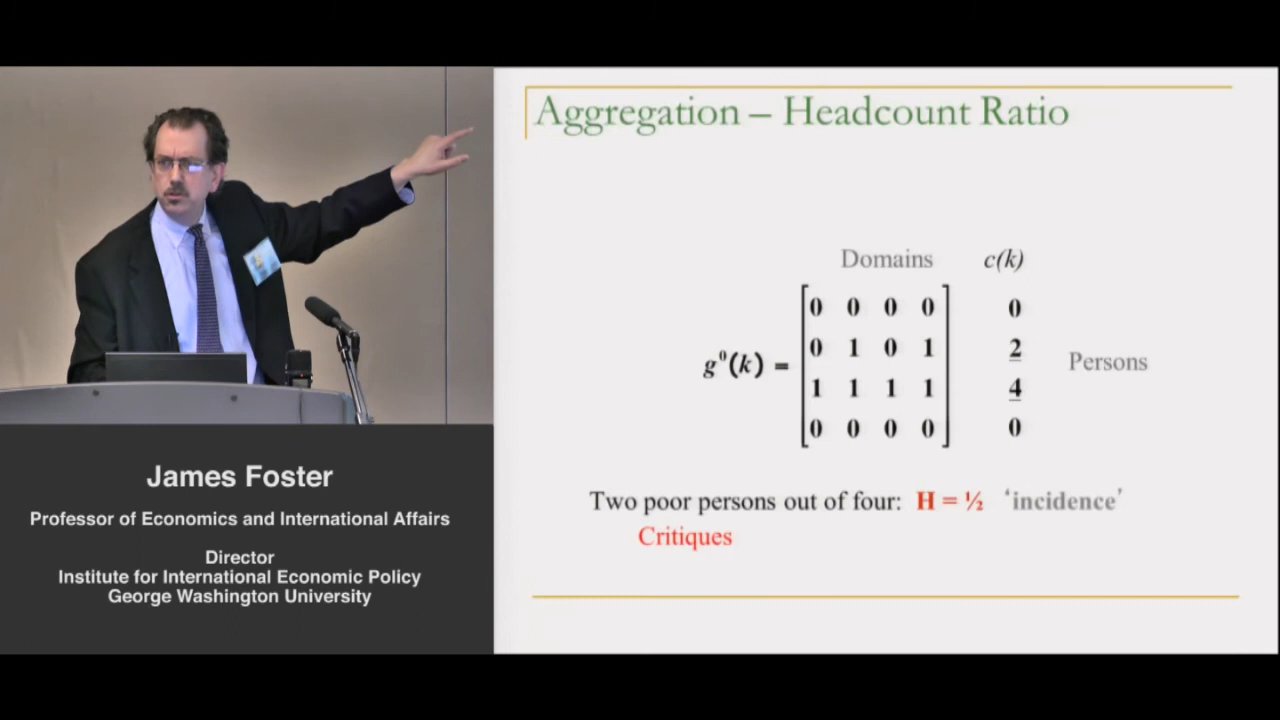 Aggregation – Headcount Ratio
Domains c(k)
0 0 0 0 0
g⁰(k) = 0 1 0 1 2 Persons
1 1 1 1 4
0 0 0 0 0
Two poor persons out of four: H = ½ 'incidence'
Critiques
James Foster
Professor of Economics and International Affairs
Director
Institute for International Economic Policy
George Washington University